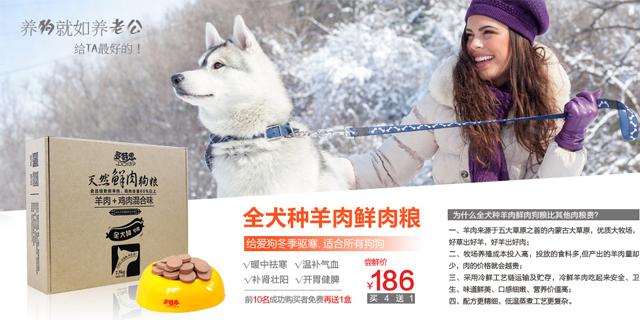 养狗就如养老公
给TA最好的！
多慧思
天然鲜肉狗粮
羊肉+鸡肉混合味
全犬种
2.5kg
全犬种羊肉鲜肉粮
给爱狗冬季驱寒.适合所有狗狗
√暖中祛寒 √温补气血
√补肾壮阳 √开胃健脾
前10名成功购买者免费再送1盒
尝鲜价
¥186
买4送1
为什么全犬种羊肉鲜肉狗粮比其他肉粮贵?
一、羊肉来源于五大草原之首的内蒙古大草原，优质大牧场，
好草出好羊，好羊出好肉；
二、牧场养殖成本投入高，投放的食料多,但产出的羊肉量却
少，肉的价格就会越贵；
三、采用冷鲜工艺链运输及贮存，冷鲜羊肉吃起来安全、卫
生、味道鲜美、口感细嫩、营养价值高；
四、配方更精细，低温蒸煮工艺更复杂。